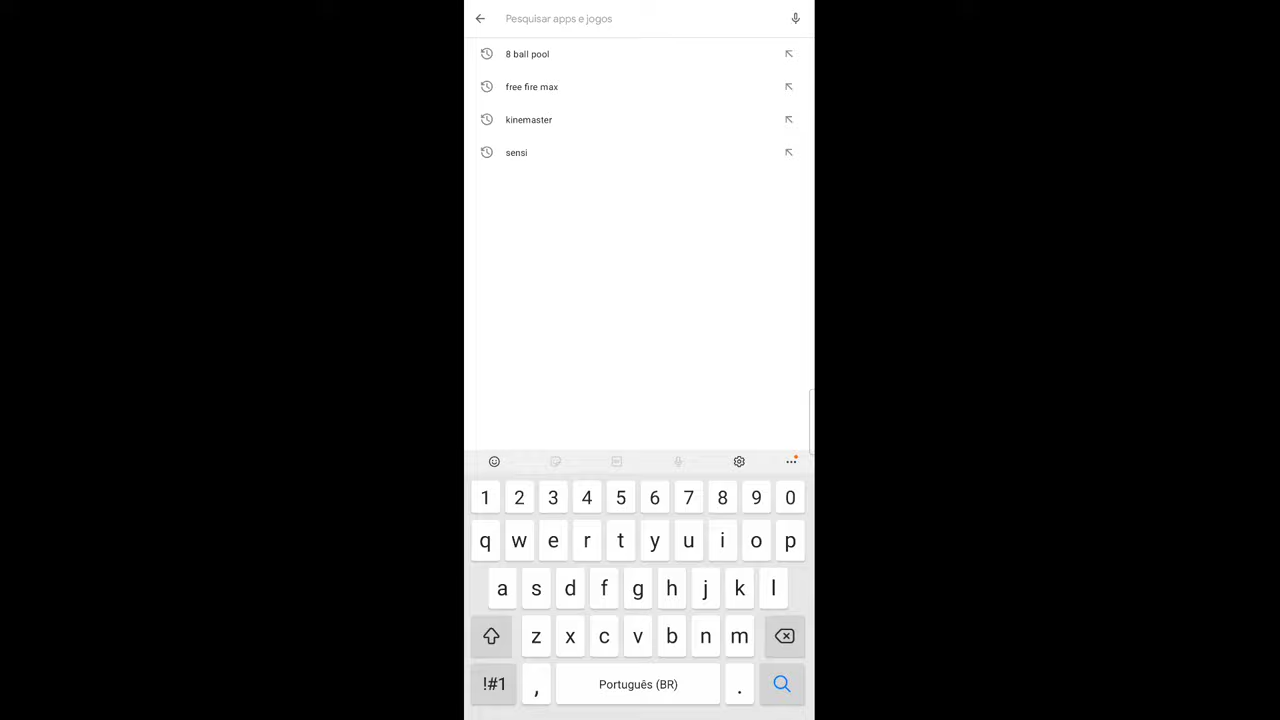 Pesquisar apps e jogos
8 ball pool
free fire max
kinemaster
sensi
1 2 3 4 5 6 7 8 9 0
q w e r t y u i o p
a s d f g h j k l
z x c v b n m
!#1 , Português (BR) .